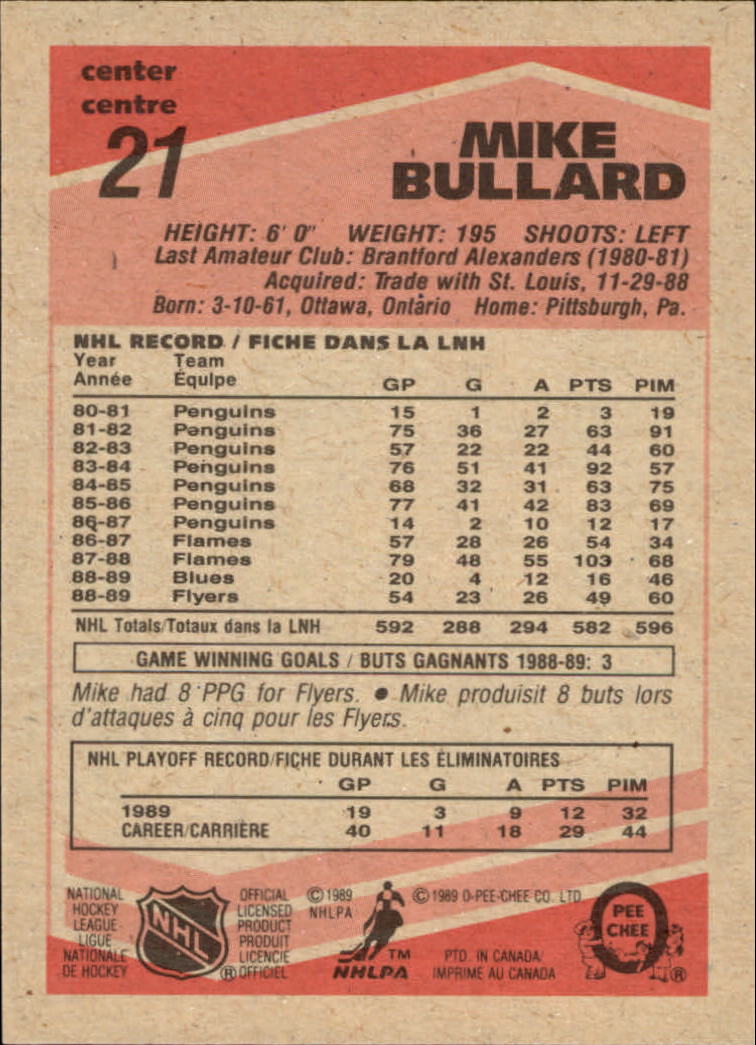 center
centre
21
MIKE
BULLARD
HEIGHT: 6' 0" WEIGHT: 195 SHOOTS: LEFT
Last Amateur Club: Brantford Alexanders (1980-81)
Acquired: Trade with St. Louis, 11-29-88
Born: 3-10-61, Ottawa, Ontario Home: Pittsburgh, Pa.
NHL RECORD / FICHE DANS LA LNH
Year Team
Année Équipe GP G A PTS PIM
80-81 Penguins 15 1 2 3 19
81-82 Penguins 75 36 27 63 91
82-83 Penguins 57 22 22 44 60
83-84 Penguins 76 51 41 92 57
84-85 Penguins 68 32 31 63 75
85-86 Penguins 77 41 42 83 69
86-87 Penguins 14 2 10 12 17
86-87 Flames 57 28 26 54 34
87-88 Flames 79 48 55 103 68
88-89 Blues 20 4 12 16 46
88-89 Flyers 54 23 26 49 60
NHL Totals/Totaux dans la LNH 592 288 294 582 596
GAME WINNING GOALS / BUTS GAGNANTS 1988-89: 3
Mike had 8 PPG for Flyers. ● Mike produisit 8 buts lors
d'attaques à cinq pour les Flyers.
NHL PLAYOFF RECORD/FICHE DURANT LES ÉLIMINATOIRES
GP G A PTS PIM
1989 19 3 9 12 32
CAREER/CARRIÈRE 40 11 18 29 44
NATIONAL
HOCKEY
LEAGUE
LIGUE
NATIONALE
DE HOCKEY
NHL
OFFICIAL
LICENSED
PRODUCT
PRODUIT
LICENCIE
® OFFICIEL
© 1989
NHLPA
TM
NHLPA
© 1989 O-PEE-CHEE CO. LTD
PTD. IN CANADA/
IMPRIME AU CANADA
O
PEE
CHEE
®